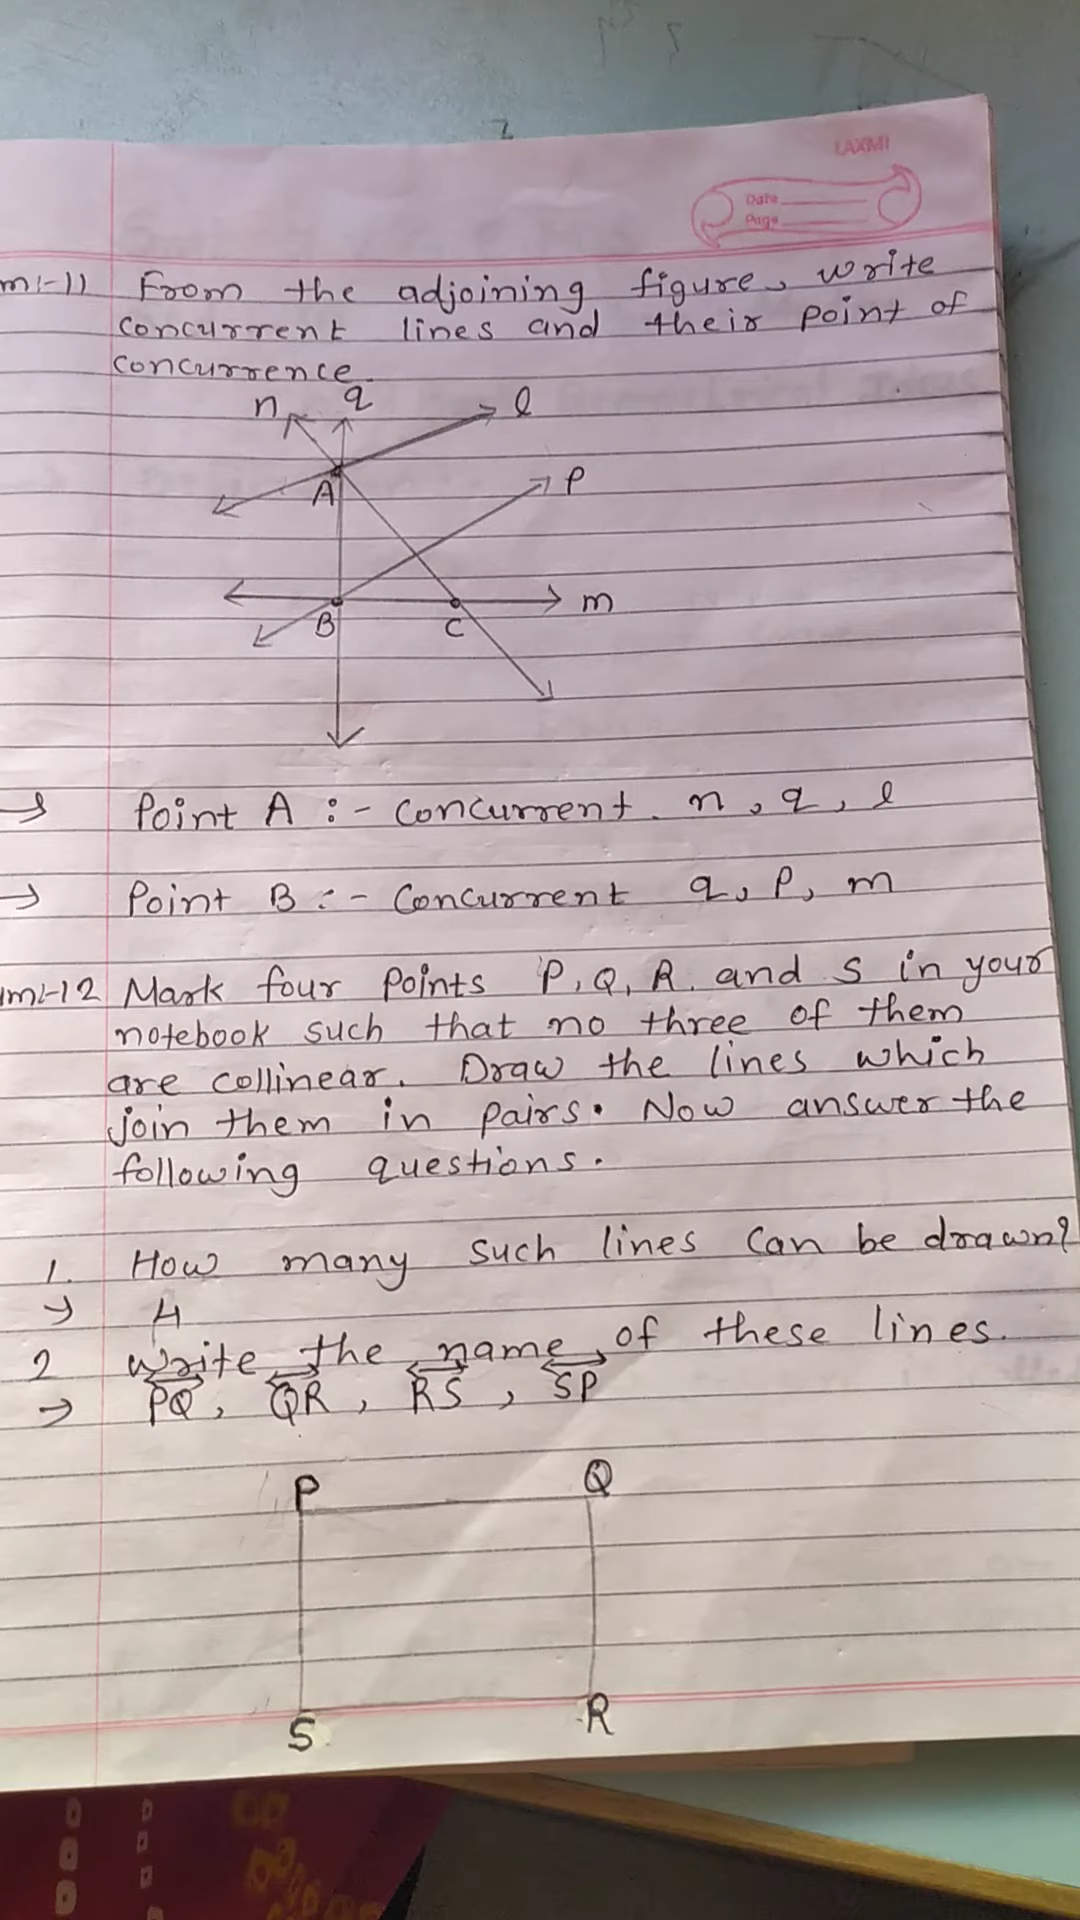 LAXMI
Date
Page
m:-11 From the adjoining figure, write
concurrent lines and their point of
concurrence.
n q l
A
p
m
B C
→ Point A :- concurrent. n, q, l
→ Point B :- concurrent q, p, m
m:-12 Mark four points P, Q, R. and S in your
notebook such that no three of them
are collinear. Draw the lines which
join them in pairs. Now answer the
following questions.
1. How many such lines can be drawn?
→ 4
2 write the name of these lines.
→ PQ, QR, RS, SP
P Q
S R